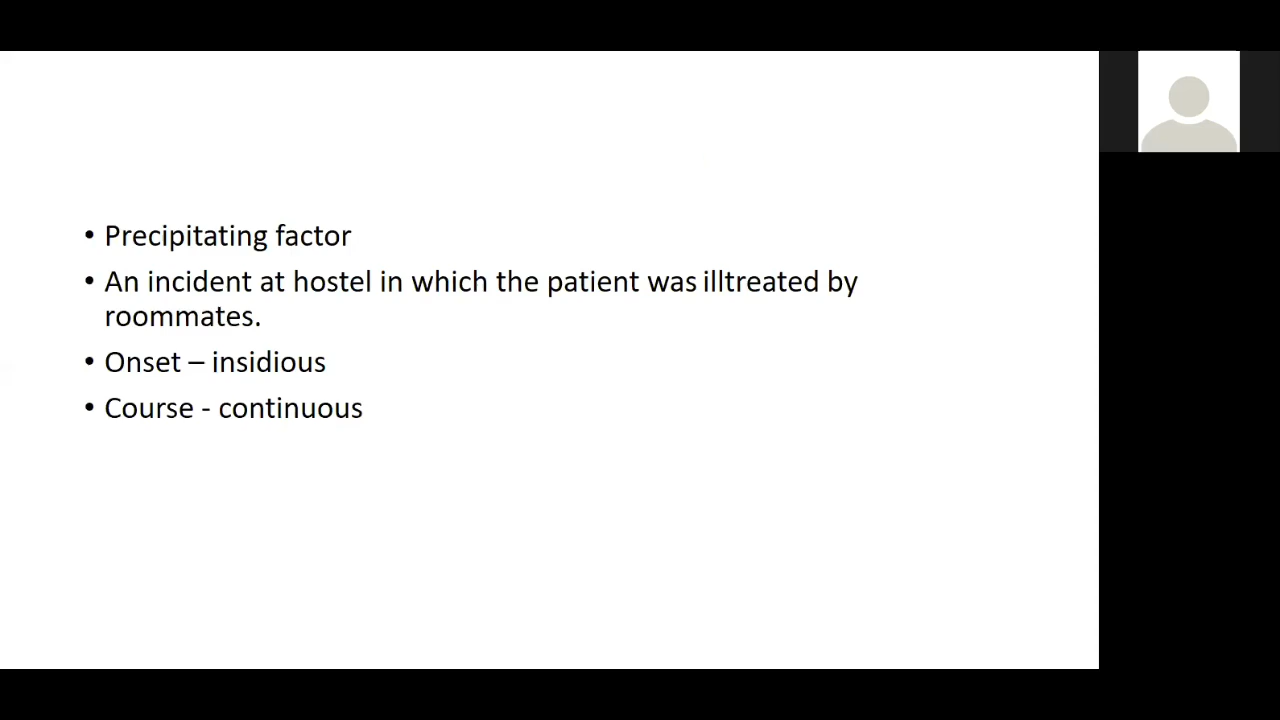 • Precipitating factor
• An incident at hostel in which the patient was illtreated by
roommates.
• Onset – insidious
• Course - continuous